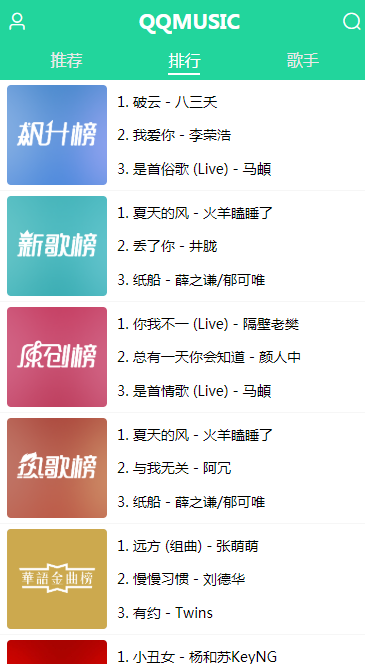 QQMUSIC
推荐 排行 歌手
飙升榜
1. 破云 - 八三夭
2. 我爱你 - 李荣浩
3. 是首俗歌 (Live) - 马頔
新歌榜
1. 夏天的风 - 火羊瞌睡了
2. 丢了你 - 井胧
3. 纸船 - 薛之谦/郁可唯
原创榜
1. 你我不一 (Live) - 隔壁老樊
2. 总有一天你会知道 - 颜人中
3. 是首情歌 (Live) - 马頔
热歌榜
1. 夏天的风 - 火羊瞌睡了
2. 与我无关 - 阿冗
3. 纸船 - 薛之谦/郁可唯
華語金曲榜
1. 远方 (组曲) - 张萌萌
2. 慢慢习惯 - 刘德华
3. 有约 - Twins
1. 小丑女 - 杨和苏KeyNG